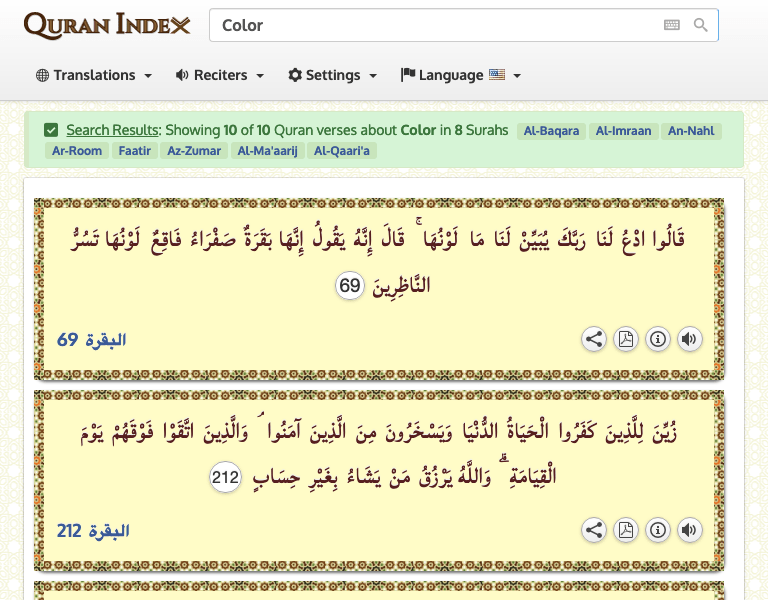 QURAN INDEX
Color
Translations
Reciters
Settings
Language
Search Results: Showing 10 of 10 Quran verses about Color in 8 Surahs Al-Baqara Al-Imraan An-Nahl
Ar-Room Faatir Az-Zumar Al-Ma'aarij Al-Qaari'a
قَالُوا ادْعُ لَنَا رَبَّكَ يُبَيِّنْ لَنَا مَا لَوْنُهَا ۚ قَالَ إِنَّهُ يَقُولُ إِنَّهَا بَقَرَةٌ صَفْرَاءُ فَاقِعٌ لَوْنُهَا تَسُرُّ
النَّاظِرِينَ 69
البقرة 69
زُيِّنَ لِلَّذِينَ كَفَرُوا الْحَيَاةُ الدُّنْيَا وَيَسْخَرُونَ مِنَ الَّذِينَ آمَنُوا ۘ وَالَّذِينَ اتَّقَوْا فَوْقَهُمْ يَوْمَ
الْقِيَامَةِ ۗ وَاللَّهُ يَرْزُقُ مَنْ يَشَاءُ بِغَيْرِ حِسَابٍ 212
البقرة 212